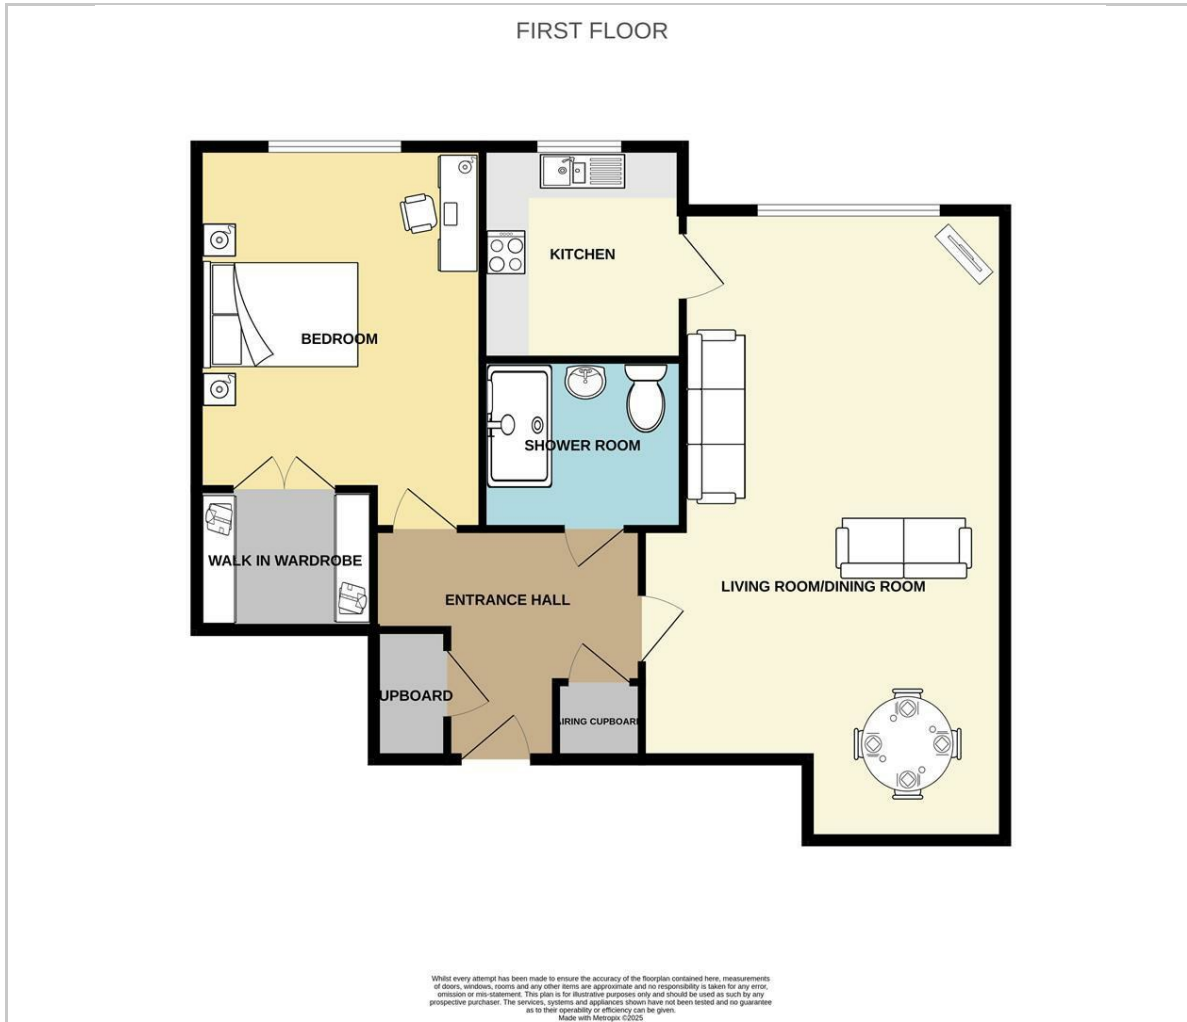 FIRST FLOOR
KITCHEN
BEDROOM
SHOWER ROOM
WALK IN WARDROBE
LIVING ROOM/DINING ROOM
ENTRANCE HALL
UPBOARD
AIRING CUPBOARD
Whilst every attempt has been made to ensure the accuracy of the floorplan contained here, measurements
of doors, windows, rooms and any other items are approximate and no responsibility is taken for any error,
omission or mis-statement. This plan is for illustrative purposes only and should be used as such by any
prospective purchaser. The services, systems and appliances shown have not been tested and no guarantee
as to their operability or efficiency can be given.
Made with Metropix ©2025